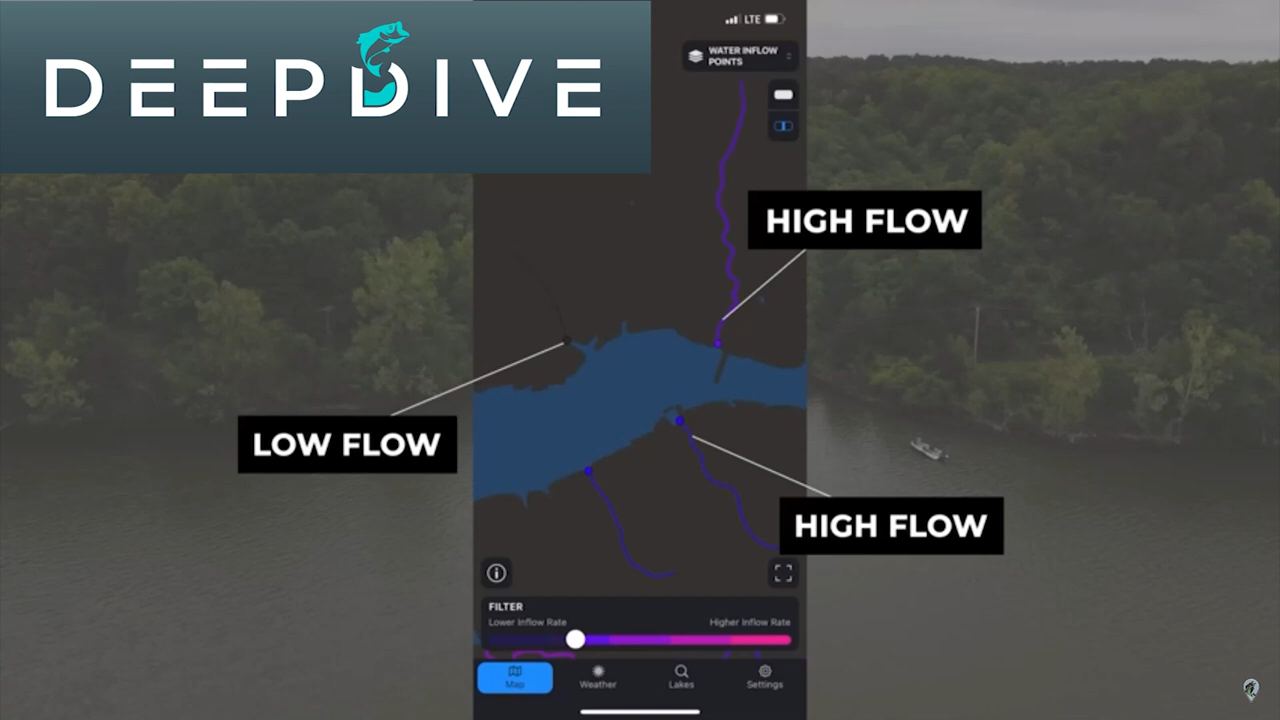 DEEPDIVE
LTE
WATER INFLOW
POINTS
HIGH FLOW
LOW FLOW
HIGH FLOW
FILTER
Lower Inflow Rate
Higher Inflow Rate
Map
Weather
Lakes
Settings